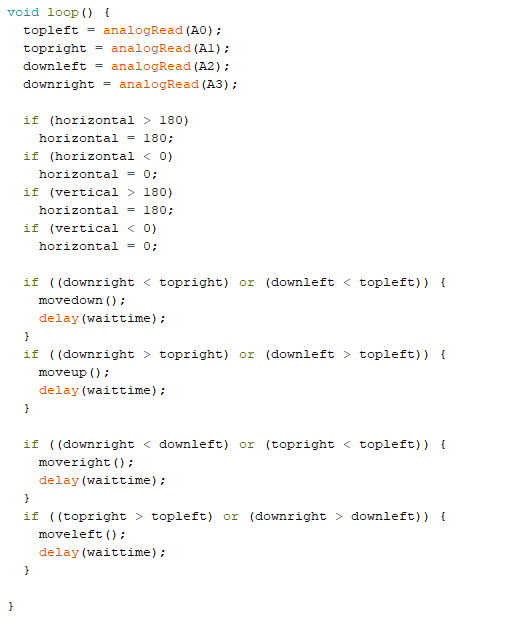 void loop() {
  topleft = analogRead(A0);
  topright = analogRead(A1);
  downleft = analogRead(A2);
  downright = analogRead(A3);

  if (horizontal > 180)
    horizontal = 180;
  if (horizontal < 0)
    horizontal = 0;
  if (vertical > 180)
    horizontal = 180;
  if (vertical < 0)
    horizontal = 0;

  if ((downright < topright) or (downleft < topleft)) {
    movedown();
    delay(waittime);
  }
  if ((downright > topright) or (downleft > topleft)) {
    moveup();
    delay(waittime);
  }

  if ((downright < downleft) or (topright < topleft)) {
    moveright();
    delay(waittime);
  }
  if ((topright > topleft) or (downright > downleft)) {
    moveleft();
    delay(waittime);
  }

}